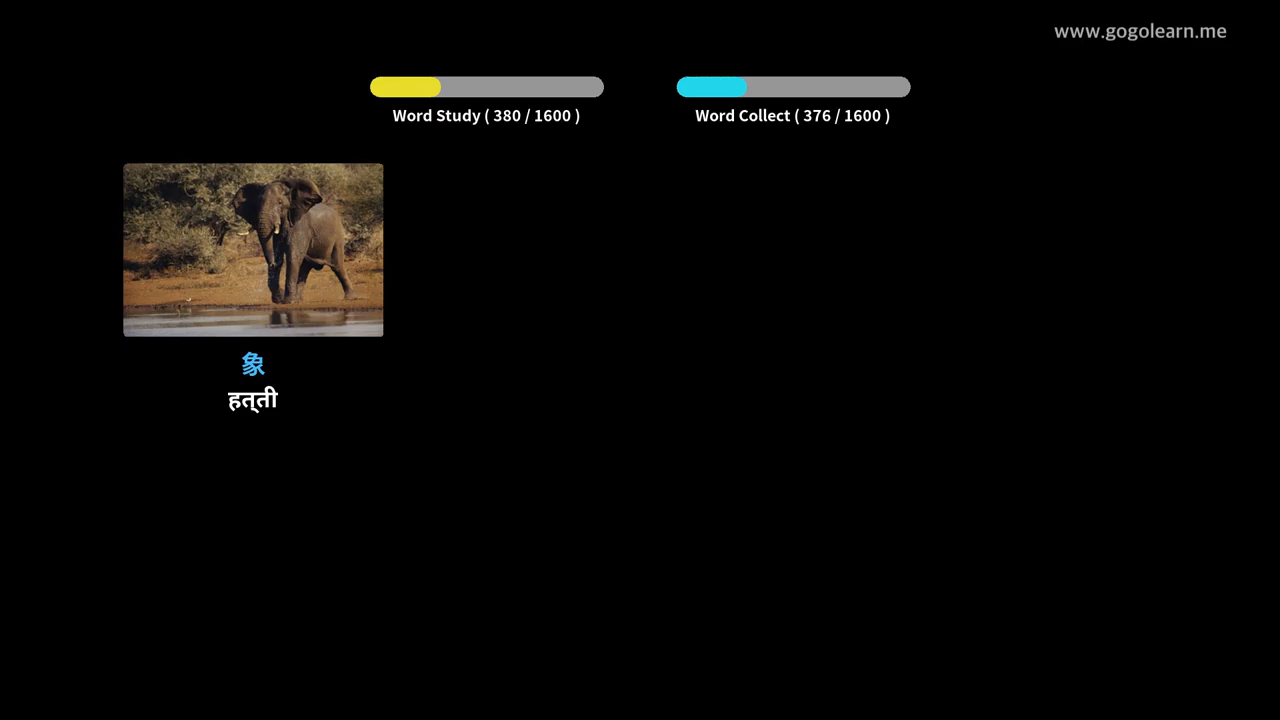 www.gogolearn.me
Word Study ( 380 / 1600 )
Word Collect ( 376 / 1600 )
象
हत्‌ती